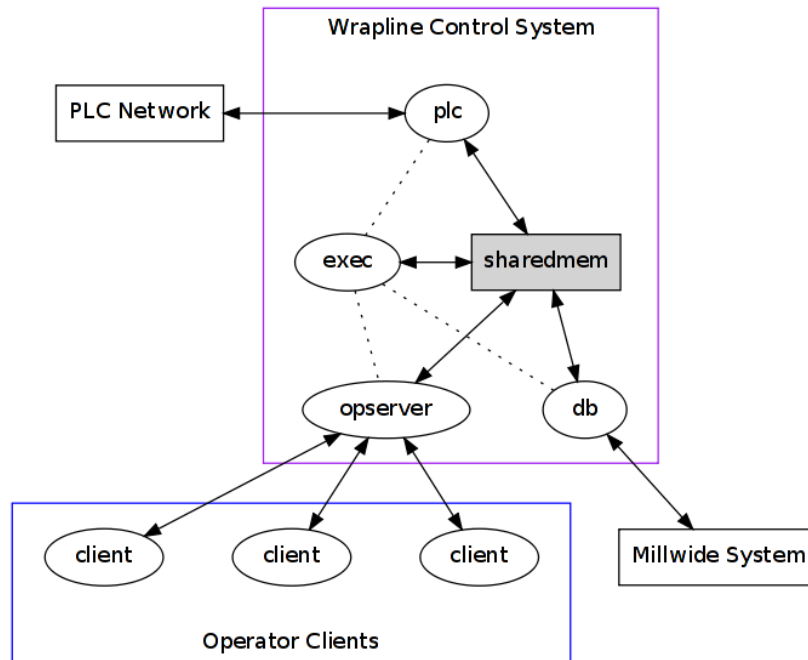 Wrapline Control System
PLC Network
plc
exec
sharedmem
opserver
db
client
client
client
Millwide System
Operator Clients